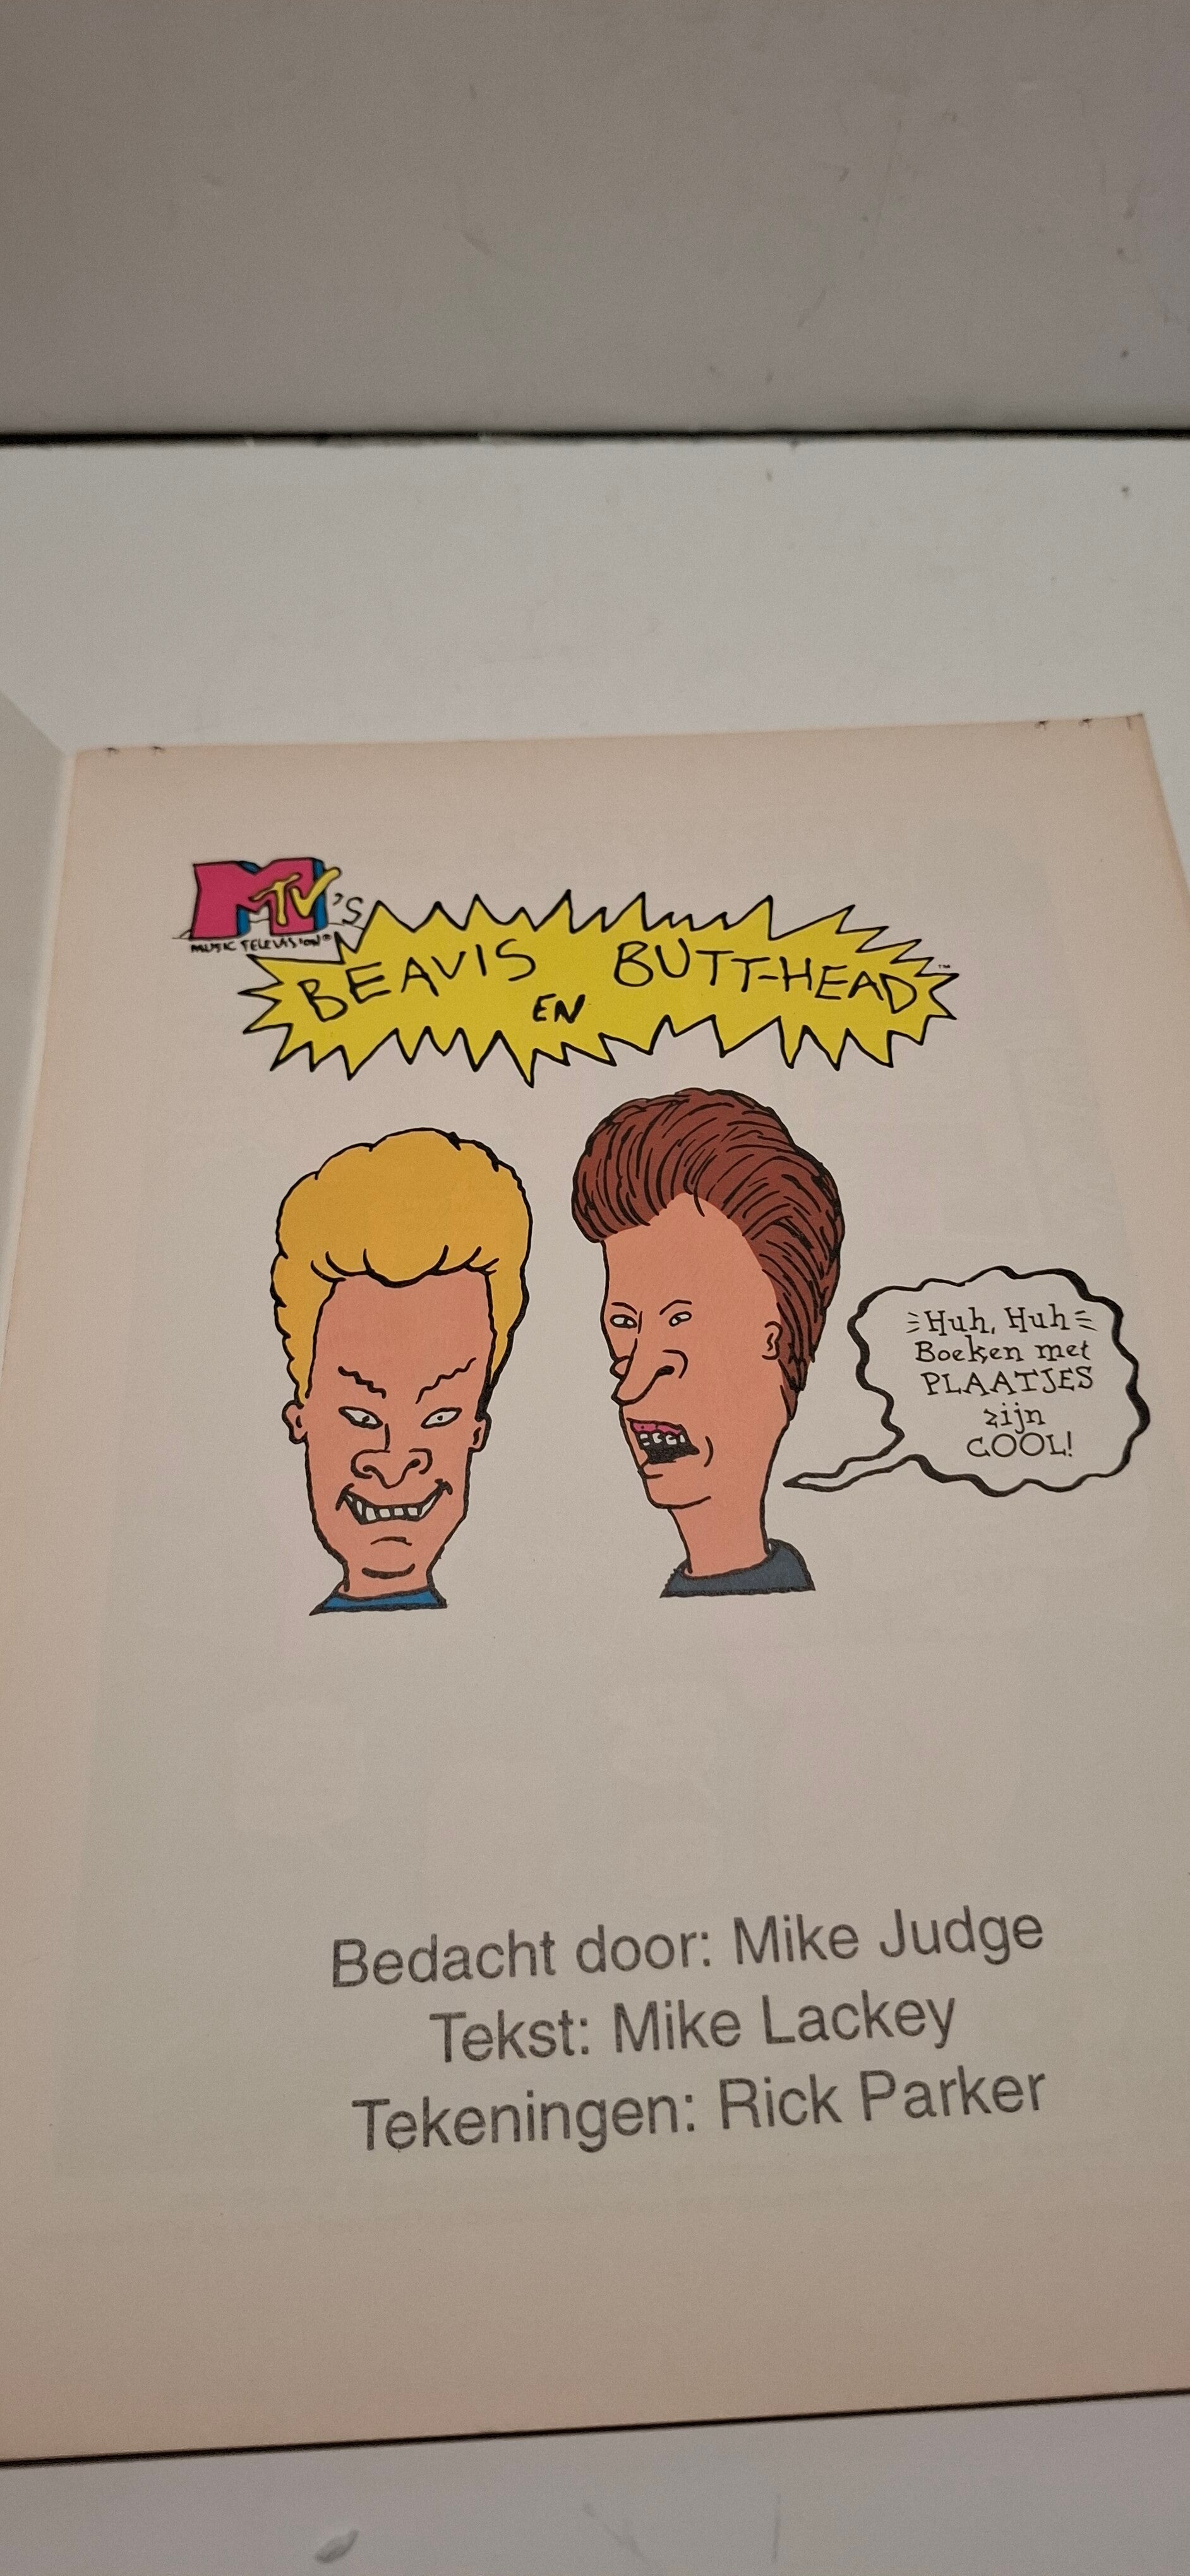 MTV's
MUSIC TELEVISION®
BEAVIS EN BUTT-HEAD™
Huh, Huh
Boeken met
PLAATJES
zijn
COOL!
Bedacht door: Mike Judge
Tekst: Mike Lackey
Tekeningen: Rick Parker